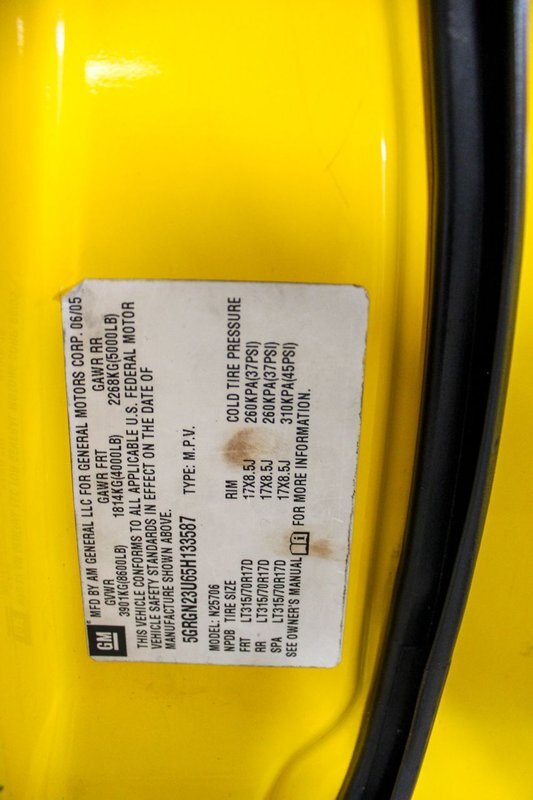 GM
MFD BY AM GENERAL LLC FOR GENERAL MOTORS CORP. 06/05
GVWR GAWR FRT GAWR RR
3901KG(8600LB) 1814KG(4000LB) 2268KG(5000LB)
THIS VEHICLE CONFORMS TO ALL APPLICABLE U.S. FEDERAL MOTOR
VEHICLE SAFETY STANDARDS IN EFFECT ON THE DATE OF
MANUFACTURE SHOWN ABOVE.
5GRGN23U65H133587 TYPE: M.P.V.
MODEL: N25706
NPDB TIRE SIZE RIM COLD TIRE PRESSURE
FRT LT315/70R17D 17X8.5J 260KPA(37PSI)
RR LT315/70R17D 17X8.5J 260KPA(37PSI)
SPA LT315/70R17D 17X8.5J 310KPA(45PSI)
SEE OWNER'S MANUAL FOR MORE INFORMATION.